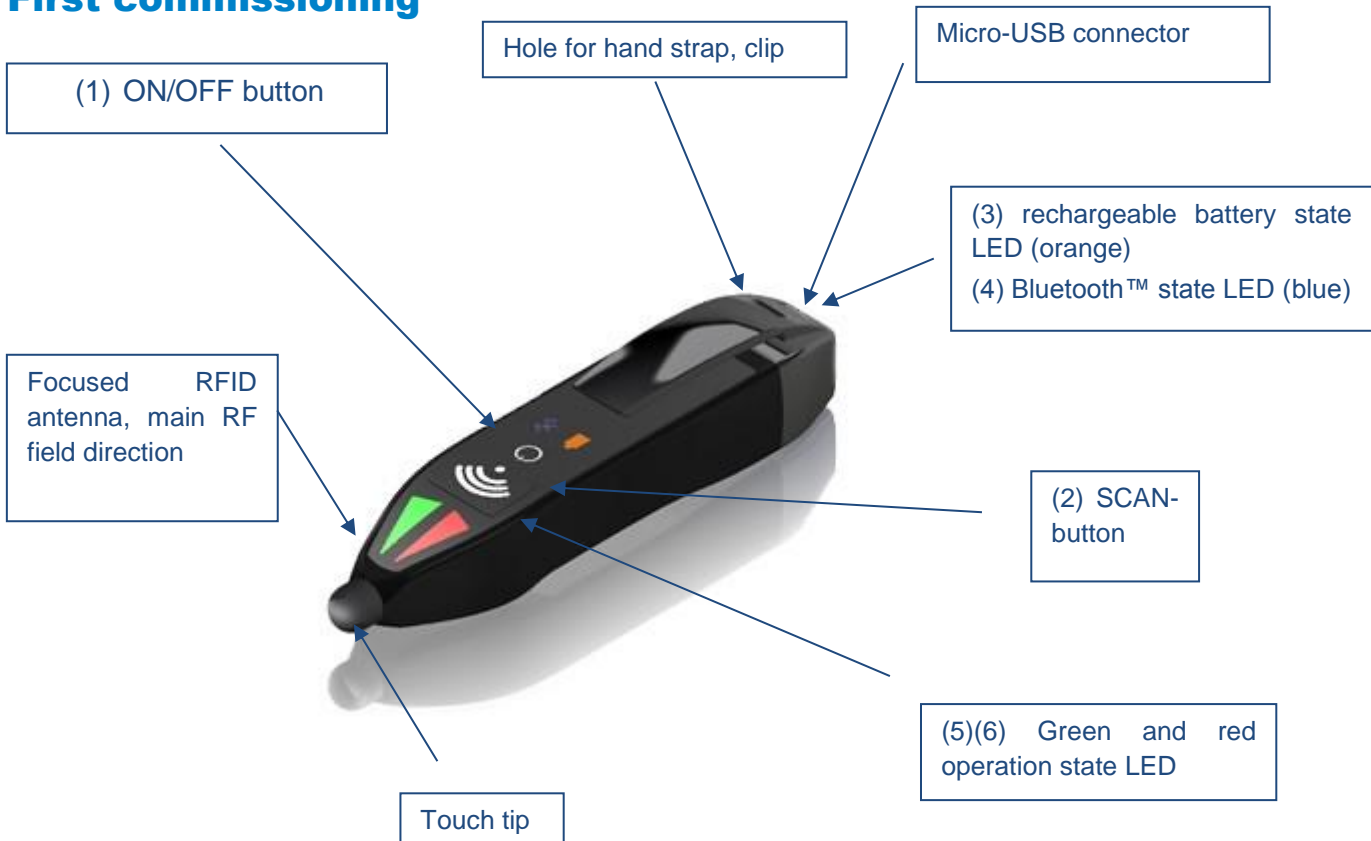 First commissioning
Hole for hand strap, clip
Micro-USB connector
(1) ON/OFF button
(3) rechargeable battery state
LED (orange)
(4) Bluetooth™ state LED (blue)
Focused RFID
antenna, main RF
field direction
(2) SCAN-
button
(5)(6) Green and red
operation state LED
Touch tip